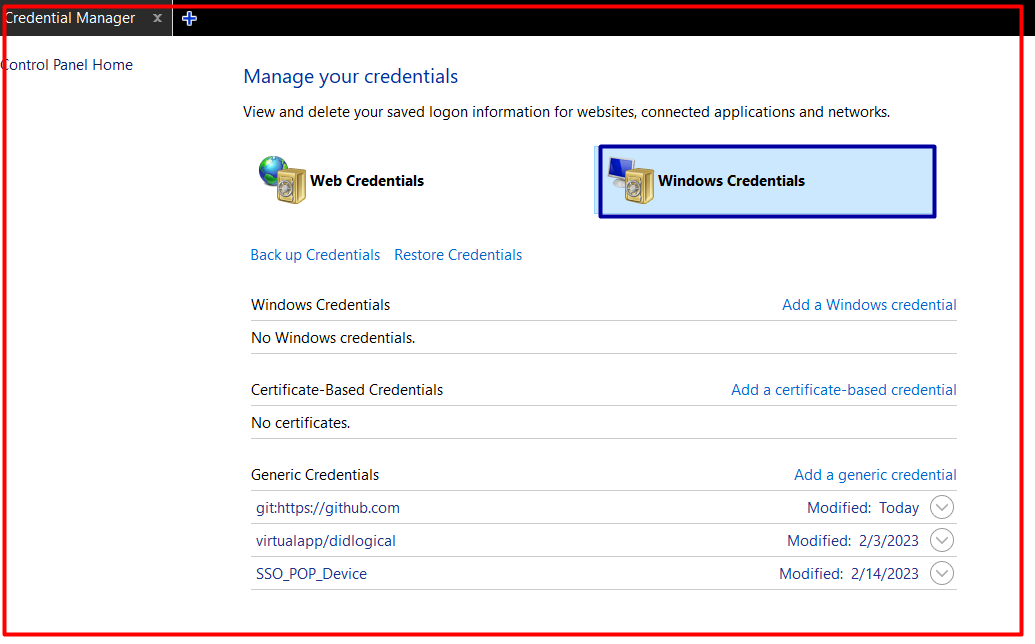 Credential Manager x
Control Panel Home
Manage your credentials
View and delete your saved logon information for websites, connected applications and networks.
Web Credentials
Windows Credentials
Back up Credentials Restore Credentials
Windows Credentials Add a Windows credential
No Windows credentials.
Certificate-Based Credentials Add a certificate-based credential
No certificates.
Generic Credentials Add a generic credential
git:https://github.com Modified: Today
virtualapp/didlogical Modified: 2/3/2023
SSO_POP_Device Modified: 2/14/2023